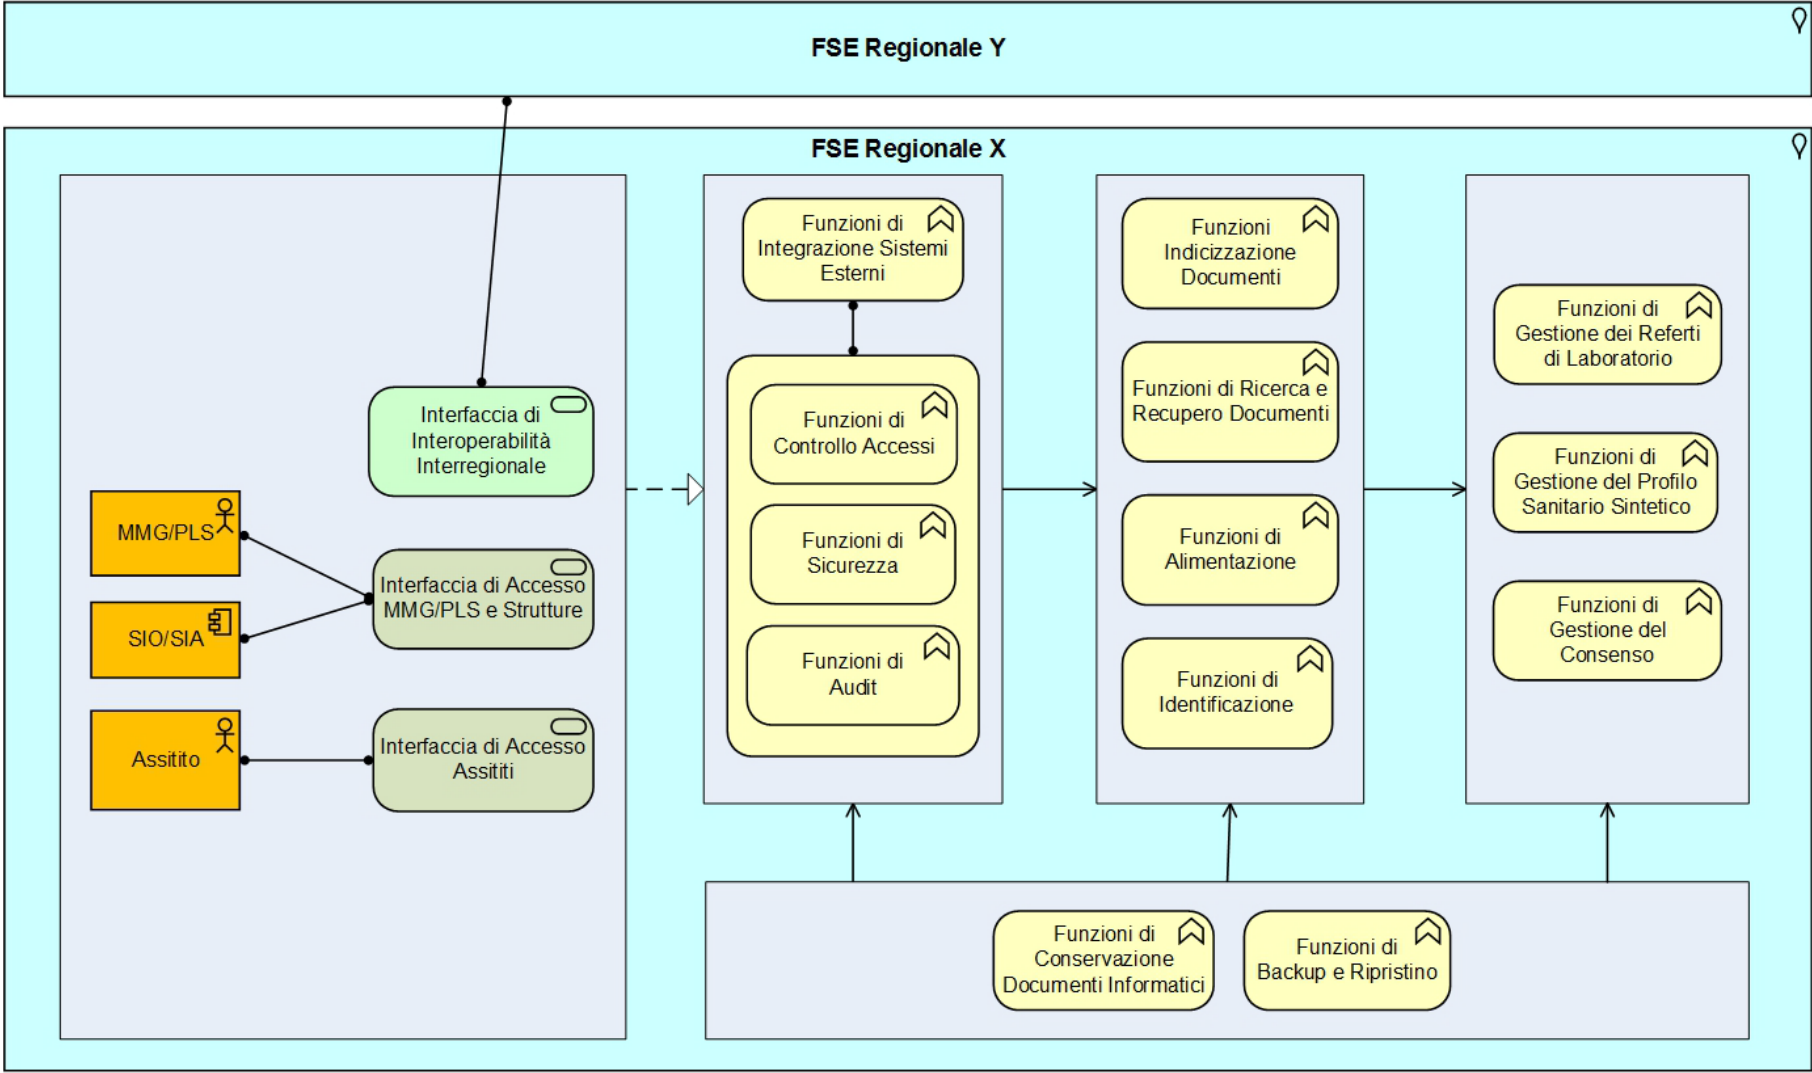 FSE Regionale Y
FSE Regionale X
Interfaccia di
Interoperabilità
Interregionale
MMG/PLS
SIO/SIA
Interfaccia di Accesso
MMG/PLS e Strutture
Assitito
Interfaccia di Accesso
Assititi
Funzioni di
Integrazione Sistemi
Esterni
Funzioni di
Controllo Accessi
Funzioni di
Sicurezza
Funzioni di
Audit
Funzioni
Indicizzazione
Documenti
Funzioni di Ricerca e
Recupero Documenti
Funzioni di
Alimentazione
Funzioni di
Identificazione
Funzioni di
Gestione dei Referti
di Laboratorio
Funzioni di
Gestione del Profilo
Sanitario Sintetico
Funzioni di
Gestione del
Consenso
Funzioni di
Conservazione
Documenti Informatici
Funzioni di
Backup e Ripristino